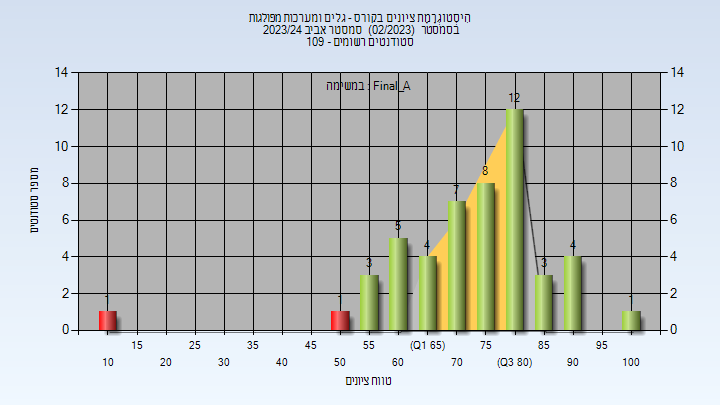 היסטוגרמת ציונים בקורס - גלים ומערכות מפולגות
בסמסטר (02/2023) סמסטר אביב 2023/24
סטודנטים רשומים - 109
במשימה : Final_A
מספר סטודנטים
14 14
12 12
10 10
8 8
6 6
4 4
2 2
0 0
1 1 3 5 4 7 8 12 3 4 1
15 25 35 45 55 (Q1 65) 75 85 95
10 20 30 40 50 60 70 (Q3 80) 90 100
טווח ציונים